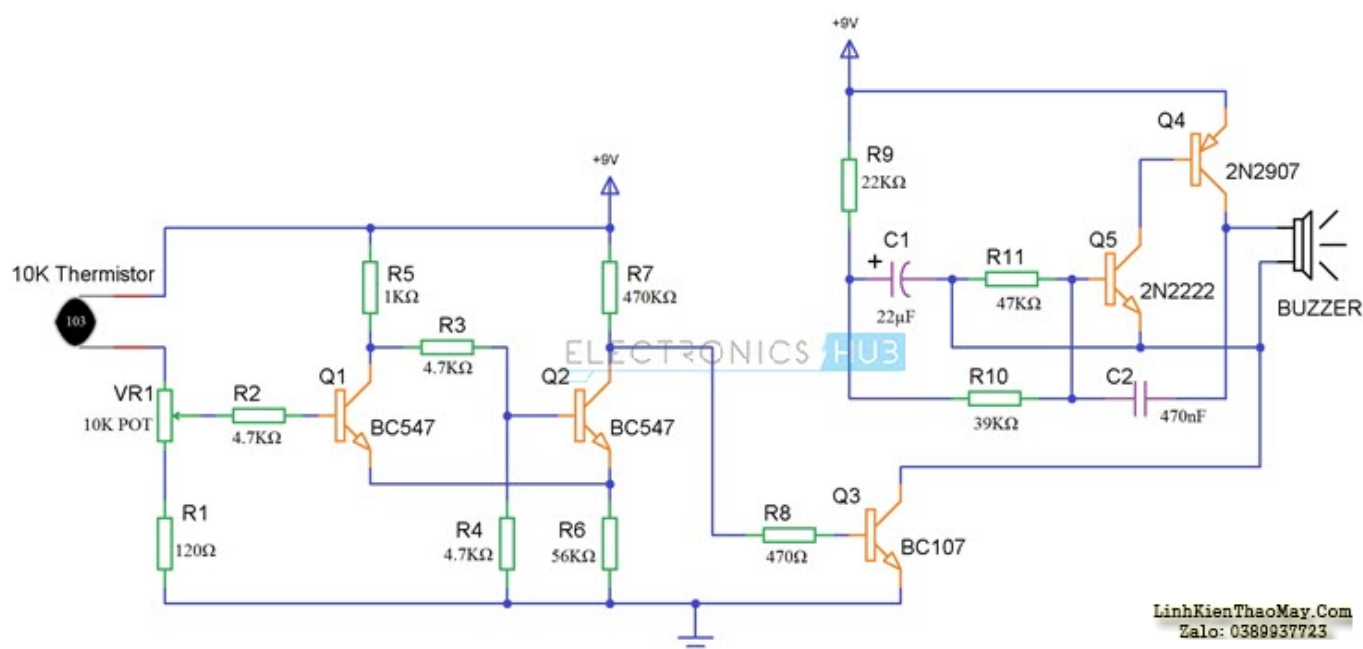 +9V
Q4
2N2907
R9
22KΩ
+9V
C1
+
22µF
R11
47KΩ
Q5
2N2222
BUZZER
10K Thermistor
103
R5
1KΩ
R7
470KΩ
R3
4.7KΩ
ELECTRONICS HUB
VR1
10K POT
R2
4.7KΩ
Q1
BC547
Q2
BC547
R10
39KΩ
C2
470nF
R1
120Ω
R4
4.7KΩ
R6
56KΩ
R8
470Ω
Q3
BC107
LinhKienThaoMay.Com
Zalo: 0389937723